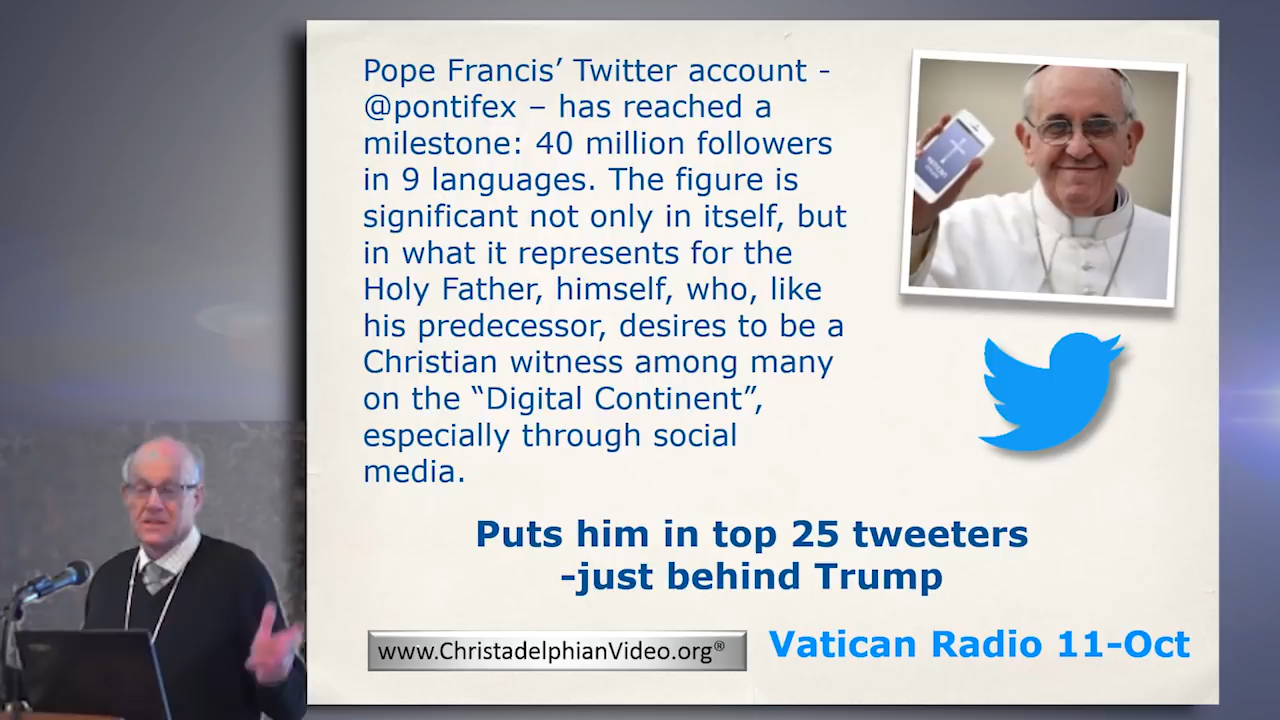 Pope Francis’ Twitter account -
@pontifex – has reached a
milestone: 40 million followers
in 9 languages. The figure is
significant not only in itself, but
in what it represents for the
Holy Father, himself, who, like
his predecessor, desires to be a
Christian witness among many
on the “Digital Continent”,
especially through social
media.
Puts him in top 25 tweeters
-just behind Trump
www.ChristadelphianVideo.org®
Vatican Radio 11-Oct